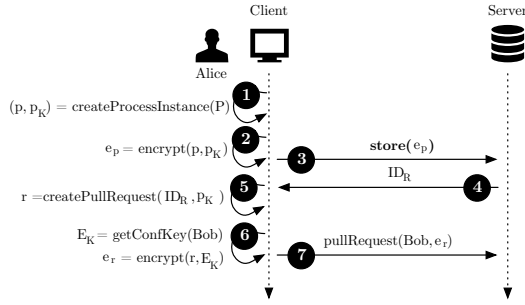 Client
Server
Alice
1
(p, p_K) = createProcessInstance(P)
2
e_p = encrypt(p, p_K)
3
store(e_p)
ID_R
4
5
r =createPullRequest(ID_R, p_K )
6
E_K = getConfKey(Bob)
e_r = encrypt(r, E_K)
7
pullRequest(Bob, e_r)